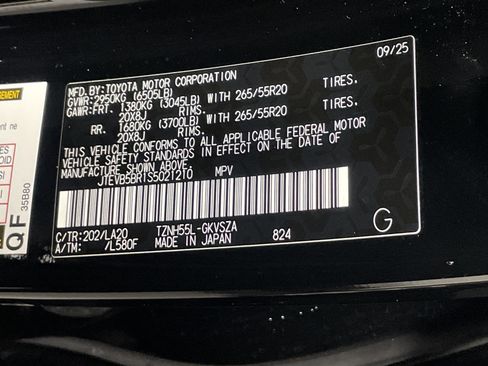 MFD.BY:TOYOTA MOTOR CORPORATION 09/25
GVWR:2950KG (6505LB)
GAWR:FRT. 1380KG (3045LB) WITH 265/55R20 TIRES.
20X8J RIMS.
RR. 1680KG (3700LB) WITH 265/55R20 TIRES.
20X8J RIMS.
THIS VEHICLE CONFORMS TO ALL APPLICABLE FEDERAL MOTOR
VEHICLE SAFETY STANDARDS IN EFFECT ON THE DATE OF
MANUFACTURE SHOWN ABOVE.
JTEVB5BR1S5021210 MPV
C/TR:202/LA20 TZNH55L-GKVSZA
A/TM: /L580F MADE IN JAPAN 824
G
QF
35B80